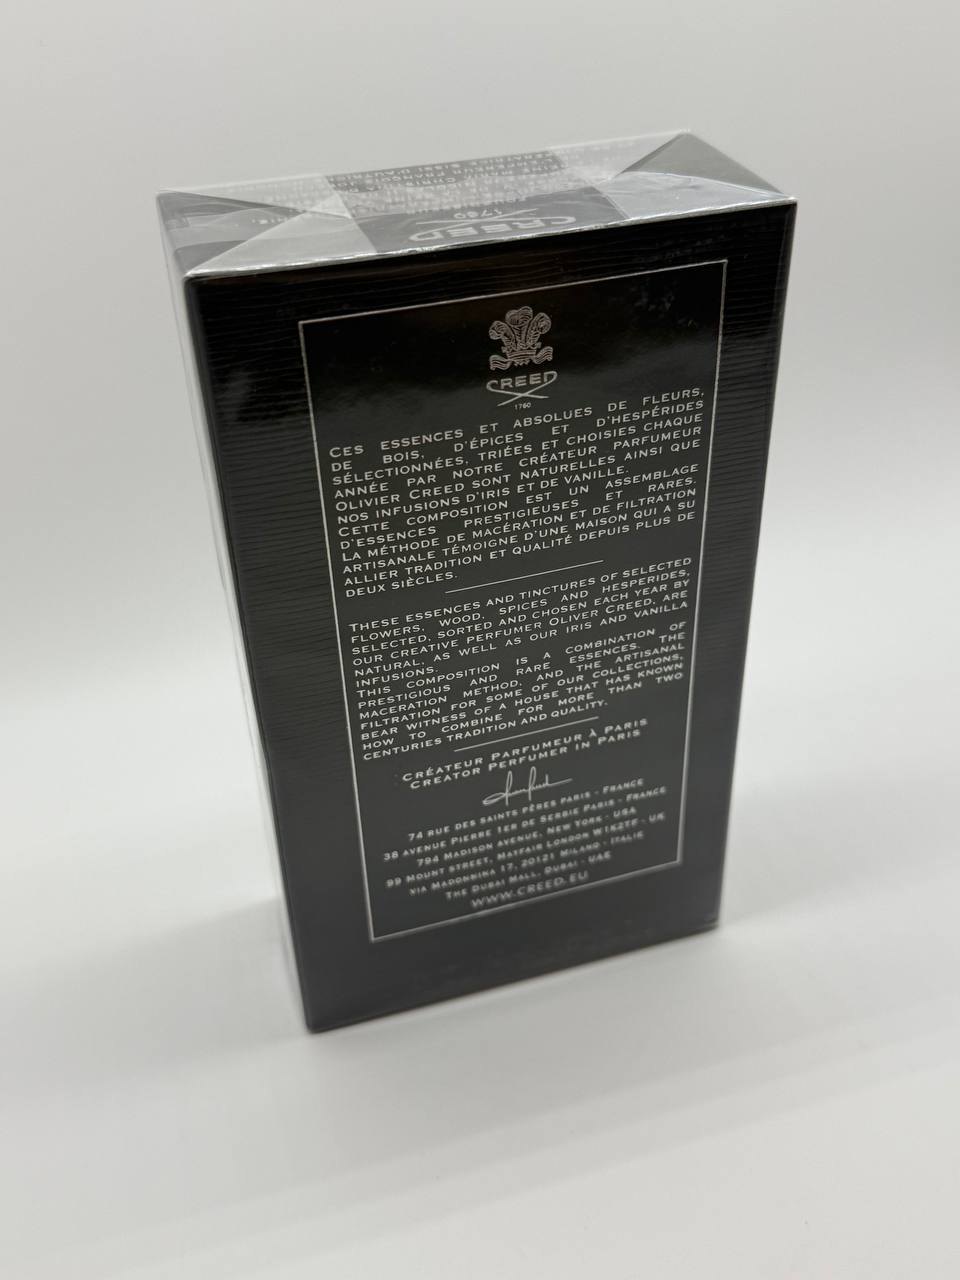 CREED
1760
CREED
1760
CES ESSENCES ET ABSOLUES DE FLEURS,
DE BOIS, D'ÉPICES ET D'HESPÉRIDES
SÉLECTIONNÉES, TRIÉES ET CHOISIES CHAQUE
ANNÉE PAR NOTRE CRÉATEUR PARFUMEUR
OLIVIER CREED SONT NATURELLES AINSI QUE
NOS INFUSIONS D'IRIS ET DE VANILLE.
CETTE COMPOSITION EST UN ASSEMBLAGE
D'ESSENCES PRESTIGIEUSES ET RARES.
LA MÉTHODE DE MACÉRATION ET DE FILTRATION
ARTISANALE TÉMOIGNE D'UNE MAISON QUI A SU
ALLIER TRADITION ET QUALITÉ DEPUIS PLUS DE
DEUX SIÈCLES.
THESE ESSENCES AND TINCTURES OF SELECTED
FLOWERS, WOOD, SPICES AND HESPERIDES,
SELECTED, SORTED AND CHOSEN EACH YEAR BY
OUR CREATIVE PERFUMER OLIVER CREED, ARE
NATURAL, AS WELL AS OUR IRIS AND VANILLA
INFUSIONS.
THIS COMPOSITION IS A COMBINATION OF
PRESTIGIOUS AND RARE ESSENCES. THE
MACERATION METHOD, AND THE ARTISANAL
FILTRATION FOR SOME OF OUR COLLECTIONS,
BEAR WITNESS OF A HOUSE THAT HAS KNOWN
HOW TO COMBINE FOR MORE THAN TWO
CENTURIES TRADITION AND QUALITY.
CRÉATEUR PARFUMEUR À PARIS
CREATOR PERFUMER IN PARIS
74 RUE DES SAINTS PÈRES PARIS - FRANCE
38 AVENUE PIERRE 1ER DE SERBIE PARIS - FRANCE
794 MADISON AVENUE, NEW YORK - USA
99 MOUNT STREET, MAYFAIR LONDON W1K2TF - UK
VIA MADONNINA 17, 20121 MILANO - ITALIE
THE DUBAI MALL, DUBAI - UAE
WWW.CREED.EU